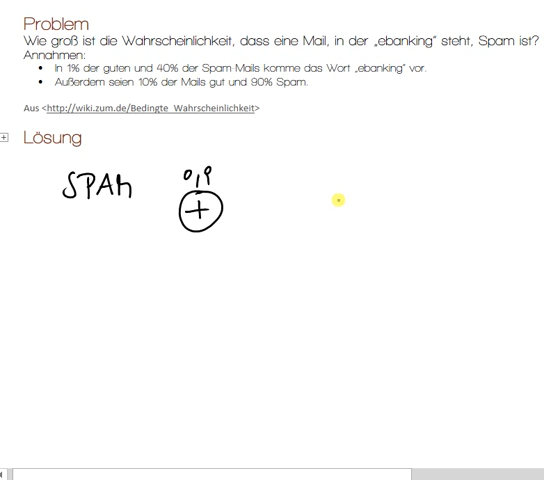 Problem
Wie groß ist die Wahrscheinlichkeit, dass eine Mail, in der „ebanking“ steht, Spam ist?
Annahmen:
• In 1% der guten und 40% der Spam-Mails komme das Wort „ebanking“ vor.
• Außerdem seien 10% der Mails gut und 90% Spam.
Aus <http://wiki.zum.de/Bedingte_Wahrscheinlichkeit>
Lösung
0,9
SPAM +